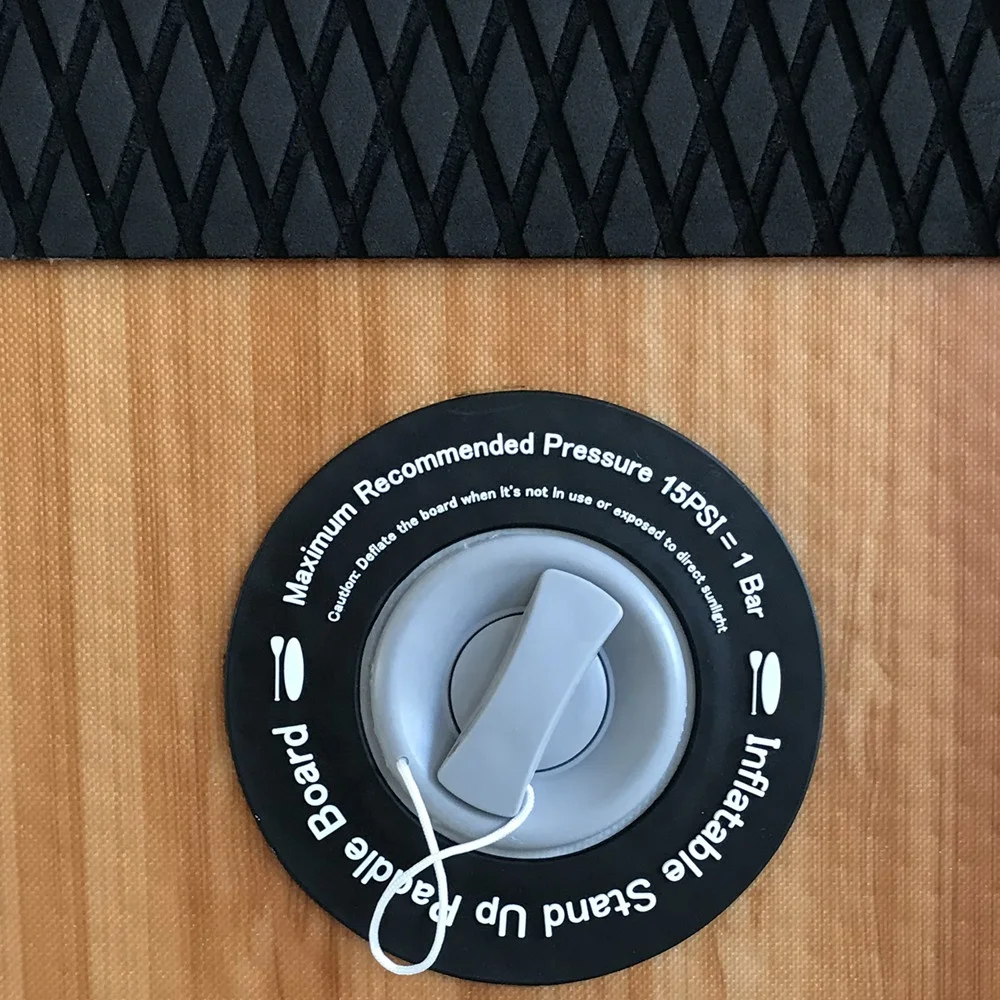 Maximum Recommended Pressure 15PSI = 1 Bar
Caution: Deflate the board when it's not in use or exposed to direct sunlight
Inflatable Stand Up Paddle Board